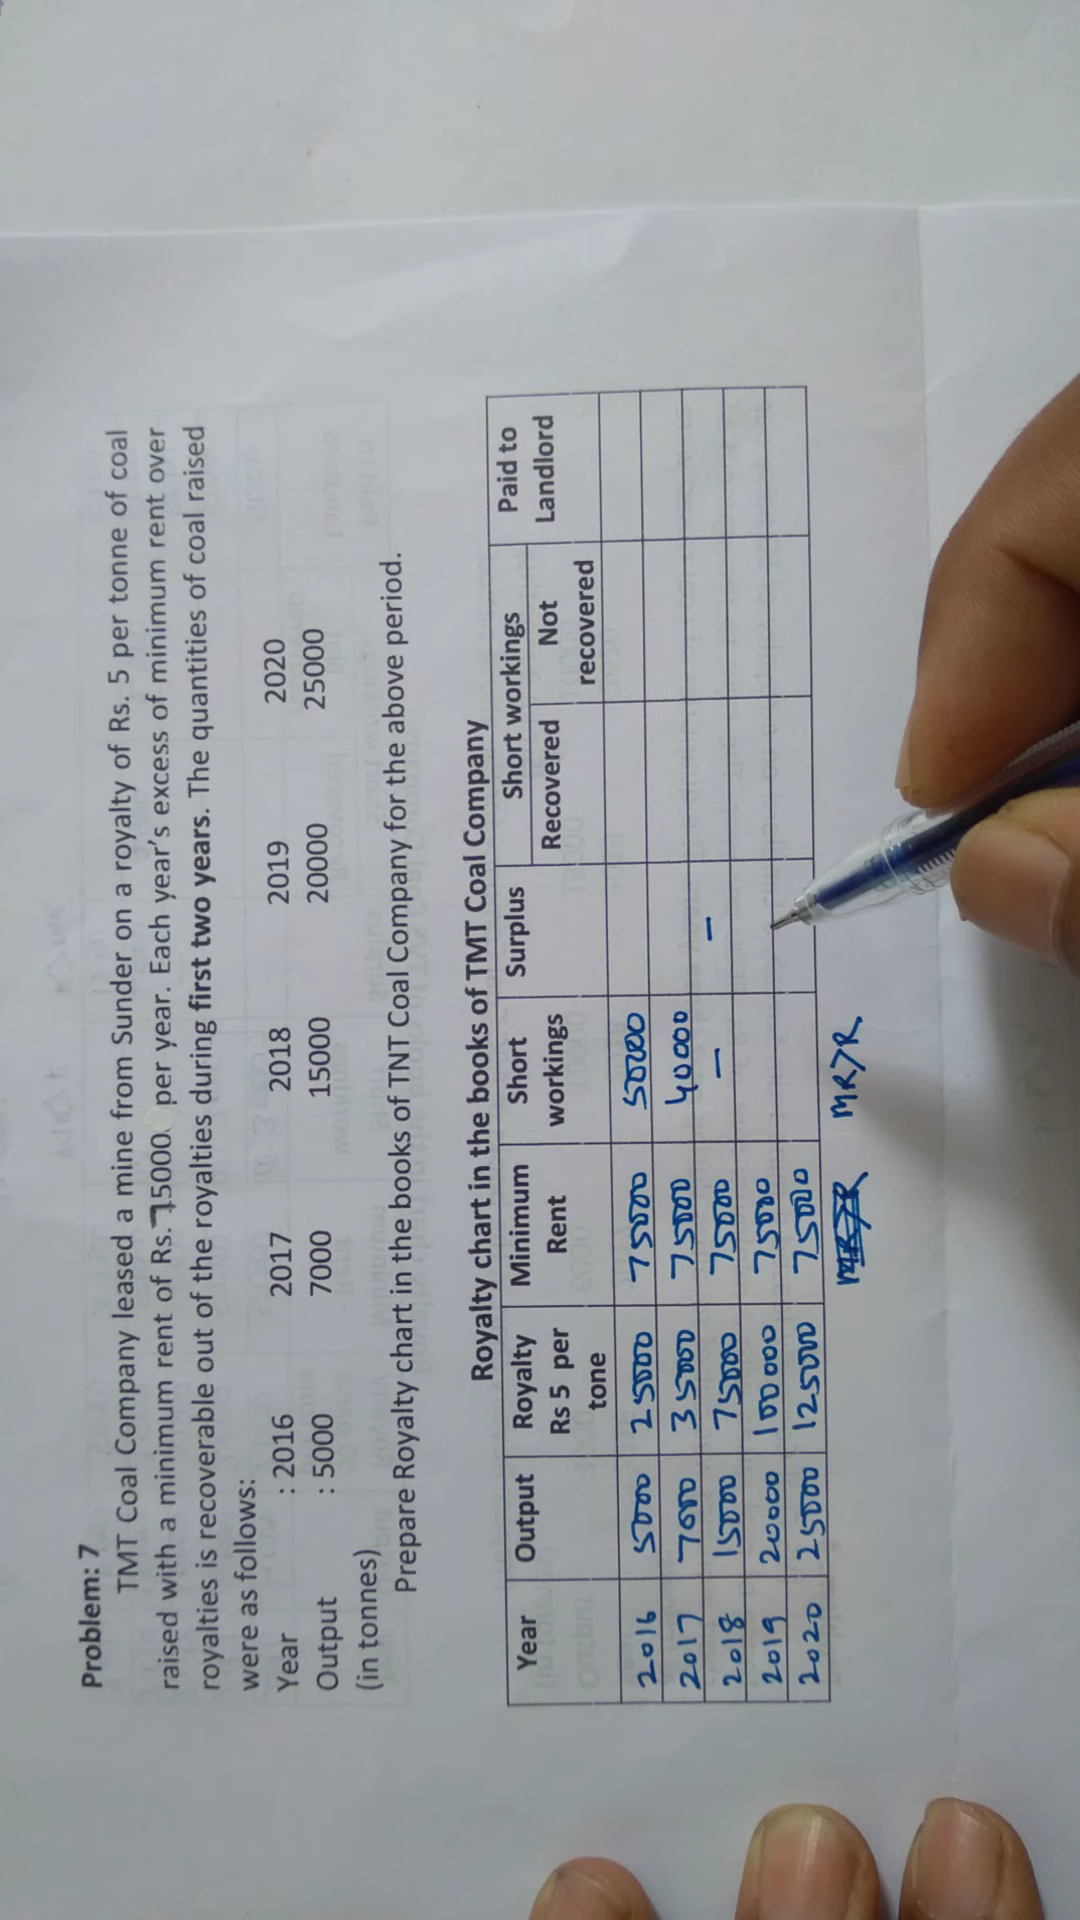 Problem: 7
TMT Coal Company leased a mine from Sunder on a royalty of Rs. 5 per tonne of coal
raised with a minimum rent of Rs.75000 per year. Each year's excess of minimum rent over
royalties is recoverable out of the royalties during first two years. The quantities of coal raised
were as follows:
Year : 2016 2017 2018 2019 2020
Output : 5000 7000 15000 20000 25000
(in tonnes)
Prepare Royalty chart in the books of TNT Coal Company for the above period.
Royalty chart in the books of TMT Coal Company
Year Output Royalty Rs 5 per tone Minimum Rent Short workings Surplus Short workings Paid to Landlord
Recovered Not recovered
2016 5000 25000 75000 50000
2017 7000 35000 75000 40000
2018 15000 75000 75000 — —
2019 20000 100000 75000
2020 25000 125000 75000
MR>R MR>R